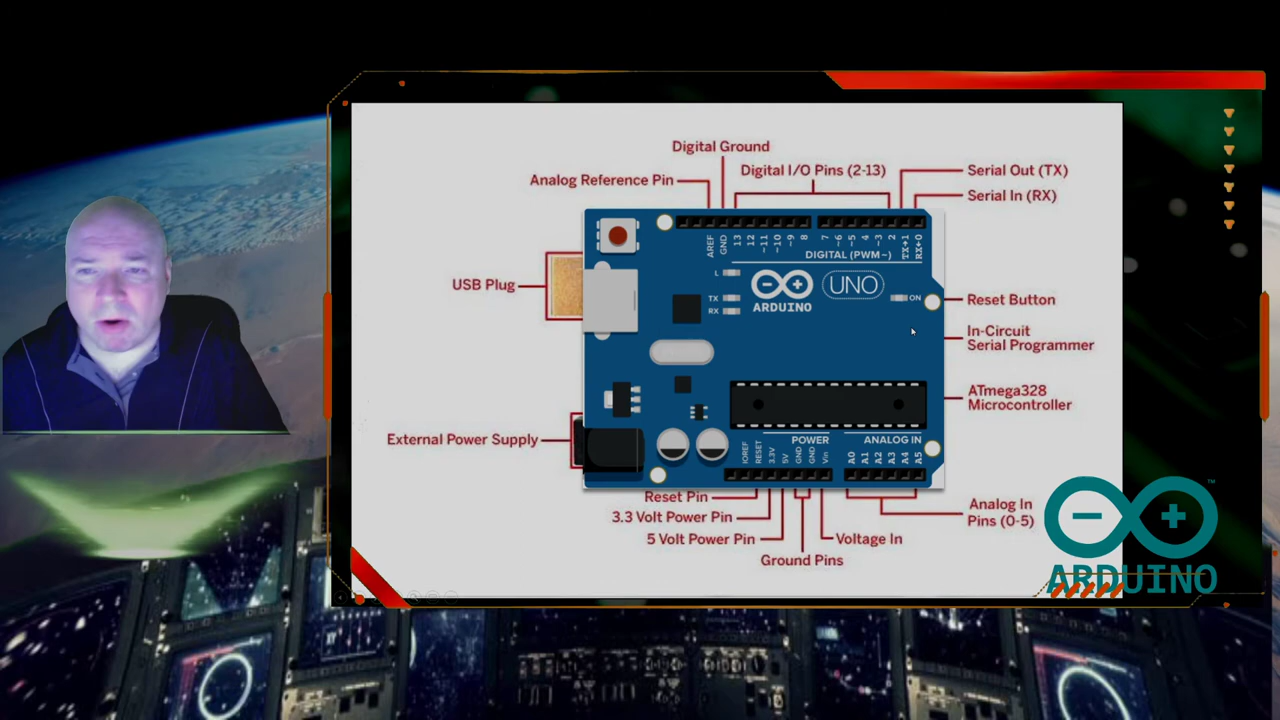 Digital Ground
Digital I/O Pins (2-13)
Serial Out (TX)
Analog Reference Pin
Serial In (RX)
AREF
GND
13
12
~11
~10
~9
8
7
~6
~5
4
~3
2
TX→1
RX←0
DIGITAL (PWM~)
USB Plug
L
TX
RX
ARDUINO
UNO
ON
Reset Button
In-Circuit
Serial Programmer
ATmega328
Microcontroller
External Power Supply
POWER
ANALOG IN
IOREF
RESET
3.3V
5V
GND
GND
Vin
A0
A1
A2
A3
A4
A5
Reset Pin
3.3 Volt Power Pin
5 Volt Power Pin
Ground Pins
Voltage In
Analog In
Pins (0-5)
ARDUINO
TM